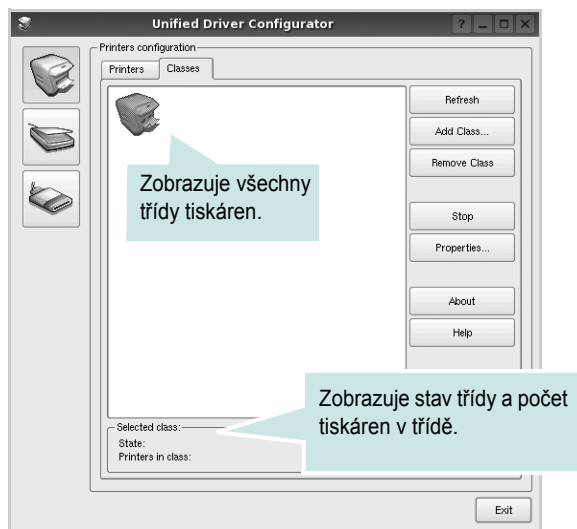 Unified Driver Configurator
?
Printers configuration
Printers Classes
Refresh
Add Class...
Remove Class
Zobrazuje všechny
třídy tiskáren.
Stop
Properties...
About
Help
Zobrazuje stav třídy a počet
tiskáren v třídě.
Selected class:
State:
Printers in class:
Exit